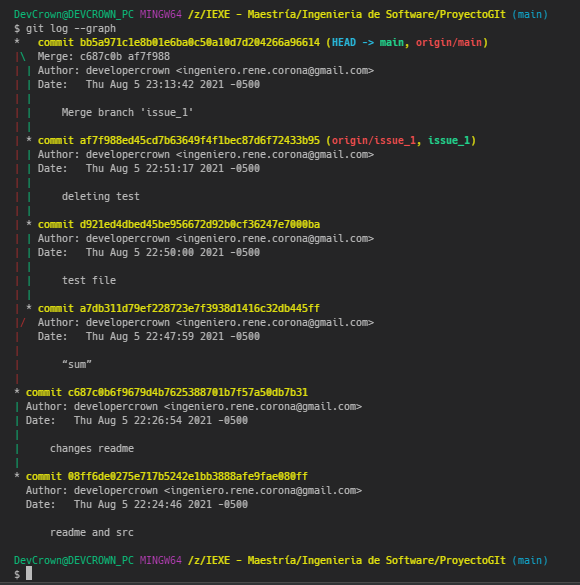 DevCrown@DEVCROWN_PC MINGW64 /z/IEXE - Maestría/Ingenieria de Software/ProyectoGIt (main)
$ git log --graph
*   commit bb5a971c1e8b01e6ba0c50a10d7d204266a96614 (HEAD -> main, origin/main)
|\  Merge: c687c0b af7f988
| | Author: developercrown <ingeniero.rene.corona@gmail.com>
| | Date:   Thu Aug 5 23:13:42 2021 -0500
| |
| |     Merge branch 'issue_1'
| |
| * commit af7f988ed45cd7b63649f4f1bec87d6f72433b95 (origin/issue_1, issue_1)
| | Author: developercrown <ingeniero.rene.corona@gmail.com>
| | Date:   Thu Aug 5 22:51:17 2021 -0500
| |
| |     deleting test
| |
| * commit d921ed4dbed45be956672d92b0cf36247e7000ba
| | Author: developercrown <ingeniero.rene.corona@gmail.com>
| | Date:   Thu Aug 5 22:50:00 2021 -0500
| |
| |     test file
| |
| * commit a7db311d79ef228723e7f3938d1416c32db445ff
|/  Author: developercrown <ingeniero.rene.corona@gmail.com>
|   Date:   Thu Aug 5 22:47:59 2021 -0500
|
|       “sum”
|
* commit c687c0b6f9679d4b7625388701b7f57a50db7b31
| Author: developercrown <ingeniero.rene.corona@gmail.com>
| Date:   Thu Aug 5 22:26:54 2021 -0500
|
|     changes readme
|
* commit 08ff6de0275e717b5242e1bb3888afe9fae080ff
  Author: developercrown <ingeniero.rene.corona@gmail.com>
  Date:   Thu Aug 5 22:24:46 2021 -0500

      readme and src

DevCrown@DEVCROWN_PC MINGW64 /z/IEXE - Maestría/Ingenieria de Software/ProyectoGIt (main)
$